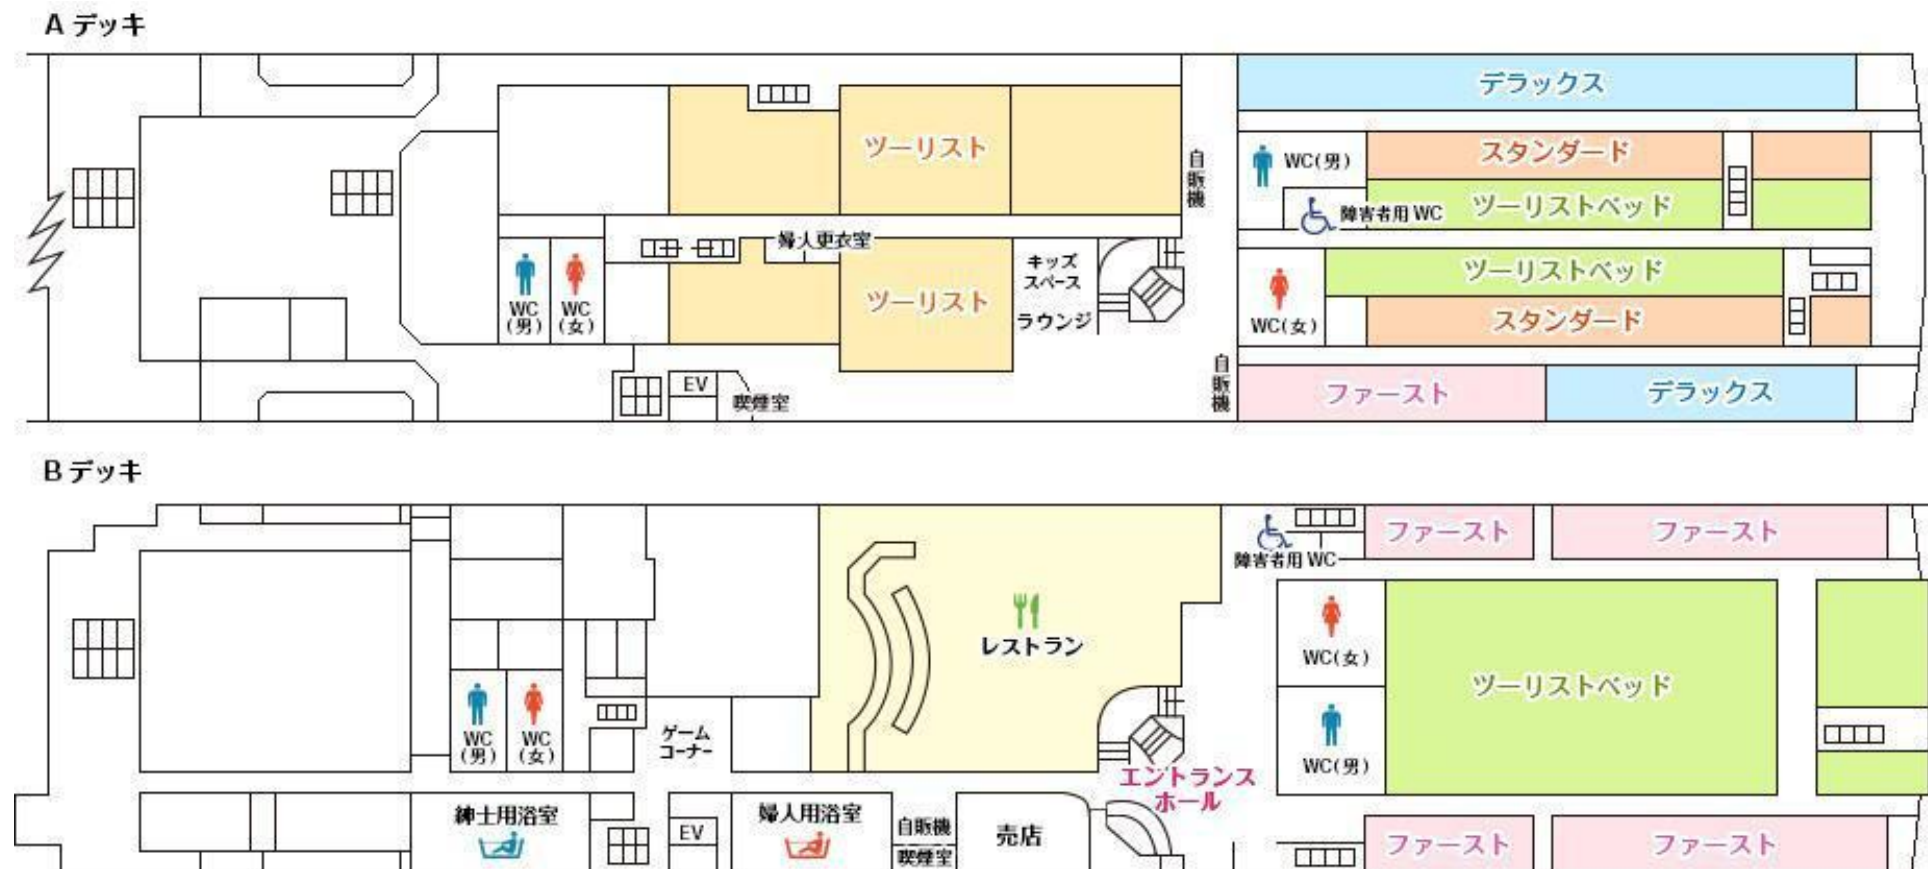 A デッキ
デラックス
ツーリスト
自
販
機
WC(男)
スタンダード
障害者用 WC
ツーリストベッド
婦人更衣室
WC
(男)
WC
(女)
ツーリスト
キッズ
スペース
ラウンジ
WC(女)
ツーリストベッド
スタンダード
EV
喫煙室
自
販
機
ファースト
デラックス
B デッキ
障害者用 WC
ファースト
ファースト
レストラン
WC(女)
ツーリストベッド
WC
(男)
WC
(女)
ゲーム
コーナー
WC(男)
エントランス
ホール
紳士用浴室
EV
婦人用浴室
自販機
喫煙室
売店
ファースト
ファースト